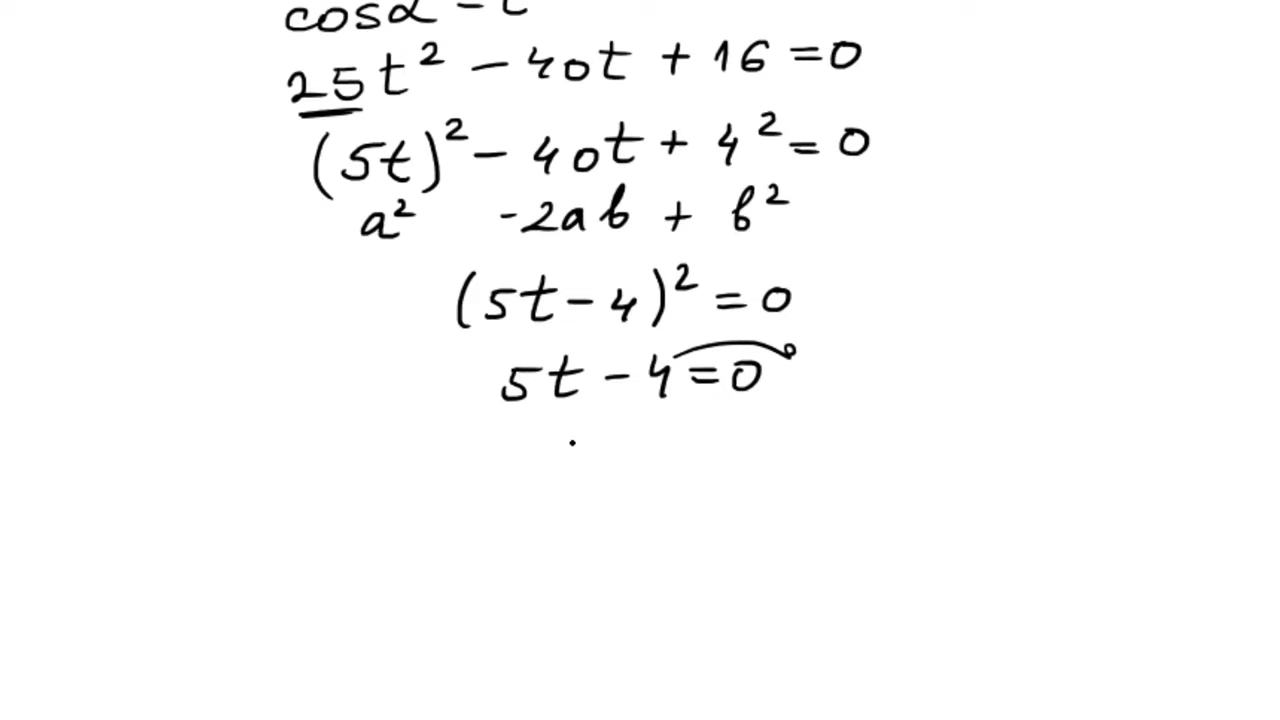 cosα = t
25t² - 40t + 16 = 0
(5t)² - 40t + 4² = 0
a² -2ab + b²
(5t - 4)² = 0
5t - 4 = 0